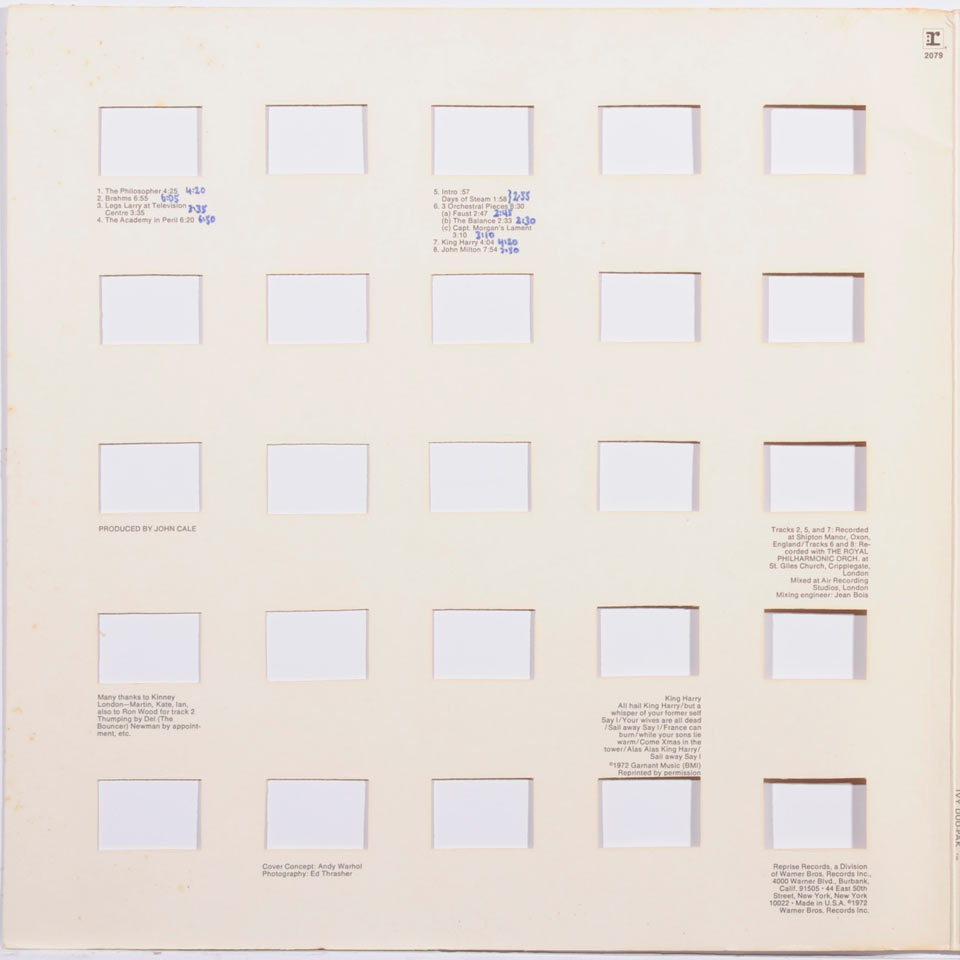 r
2079
1. The Philosopher 4:25 4:20
2. Brahms 6:55 6:05
3. Legs Larry at Television 3:35
Centre 3:35
4. The Academy in Peril 6:20 6:50
5. Intro :57
Days of Steam 1:58 } 2:55
6. 3 Orchestral Pieces 8:30
(a) Faust 2:47 2:45
(b) The Balance 2:33 2:30
(c) Capt. Morgan's Lament
3:10 3:10
7. King Harry 4:04 4:20
8. John Milton 7:54 7:50
PRODUCED BY JOHN CALE
Tracks 2, 5, and 7: Recorded
at Shipton Manor, Oxon,
England/Tracks 6 and 8: Re-
corded with THE ROYAL
PHILHARMONIC ORCH. at
St. Giles Church, Cripplegate,
London
Mixed at Air Recording
Studios, London
Mixing engineer: Jean Bois
Many thanks to Kinney
London—Martin, Kate, Ian,
also to Ron Wood for track 2
Thumping by Del (The
Bouncer) Newman by appoint-
ment, etc.
King Harry
All hail King Harry/but a
whisper of your former self
Say I/Your wives are all dead
/Sail away Say I/France can
burn/while your sons lie
warm/Come Xmas in the
tower/Alas Alas King Harry/
Sail away Say I
©1972 Garnant Music (BMI)
Reprinted by permission
Cover Concept: Andy Warhol
Photography: Ed Thrasher
Reprise Records, a Division
of Warner Bros. Records Inc.,
4000 Warner Blvd., Burbank,
Calif. 91505 • 44 East 50th
Street, New York, New York
10022 • Made in U.S.A. ©1972
Warner Bros. Records Inc.